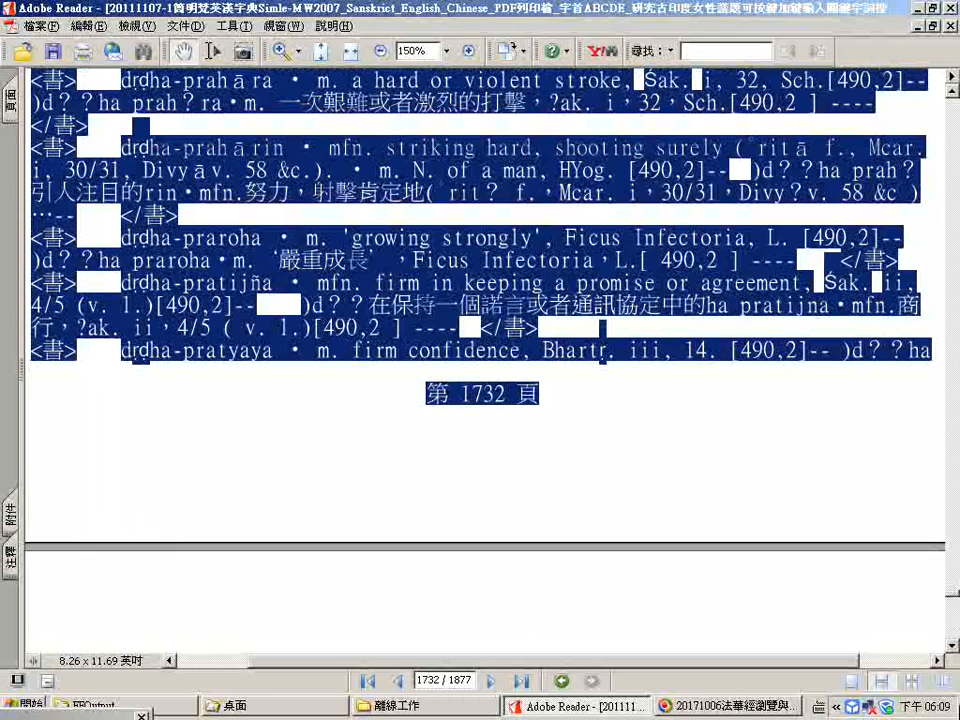 Adobe Reader - [20111107-1簡明梵英漢字典Simle-MW2007_Sanskrict_English_Chinese_PDF列印檔_字首ABCDE_研究古印度女性議題可按鍵加鍵輸入關鍵字詞搜
檔案(F) 編輯(E) 檢視(V) 文件(D) 工具(T) 視窗(W) 說明(H)
150% Y! 尋找:
頁面
<書> dṛḍha-prahāra • m. a hard or violent stroke, Śak. i, 32, Sch.[490,2]--
)d??ha prah?ra•m. 一次艱難或者激烈的打擊,?ak. i,32,Sch.[490,2 ] ----
</書>
<書> dṛḍha-prahārin • mfn. striking hard, shooting surely (°ritā f., Mcar.
i, 30/31, Divyāv. 58 &c.). • m. N. of a man, HYog. [490,2]-- )d??ha prah?
引人注目的rin•mfn.努力,射擊肯定地(°rit? f.,Mcar. i,30/31,Divy?v. 58 &c )
…-- </書>
<書> dṛḍha-praroha • m. 'growing strongly', Ficus Infectoria, L. [490,2]--
)d??ha praroha•m.‘嚴重成長’,Ficus Infectoria,L.[ 490,2 ] ---- </書>
<書> dṛḍha-pratijña • mfn. firm in keeping a promise or agreement, Śak. ii,
4/5 (v. l.)[490,2]-- )d??在保持一個諾言或者通訊協定中的ha pratijna•mfn.商
行,?ak. ii,4/5 ( v. l.)[490,2 ] ---- </書>
<書> dṛḍha-pratyaya • m. firm confidence, Bhartṛ. iii, 14. [490,2]-- )d??ha
第 1732 頁
附件
注釋
8.26 x 11.69 英吋
1732 / 1877
開始 FFOutput 桌面 離線工作 Adobe Reader - [201111... 20171006法華經瀏覽與... 下午 06:09